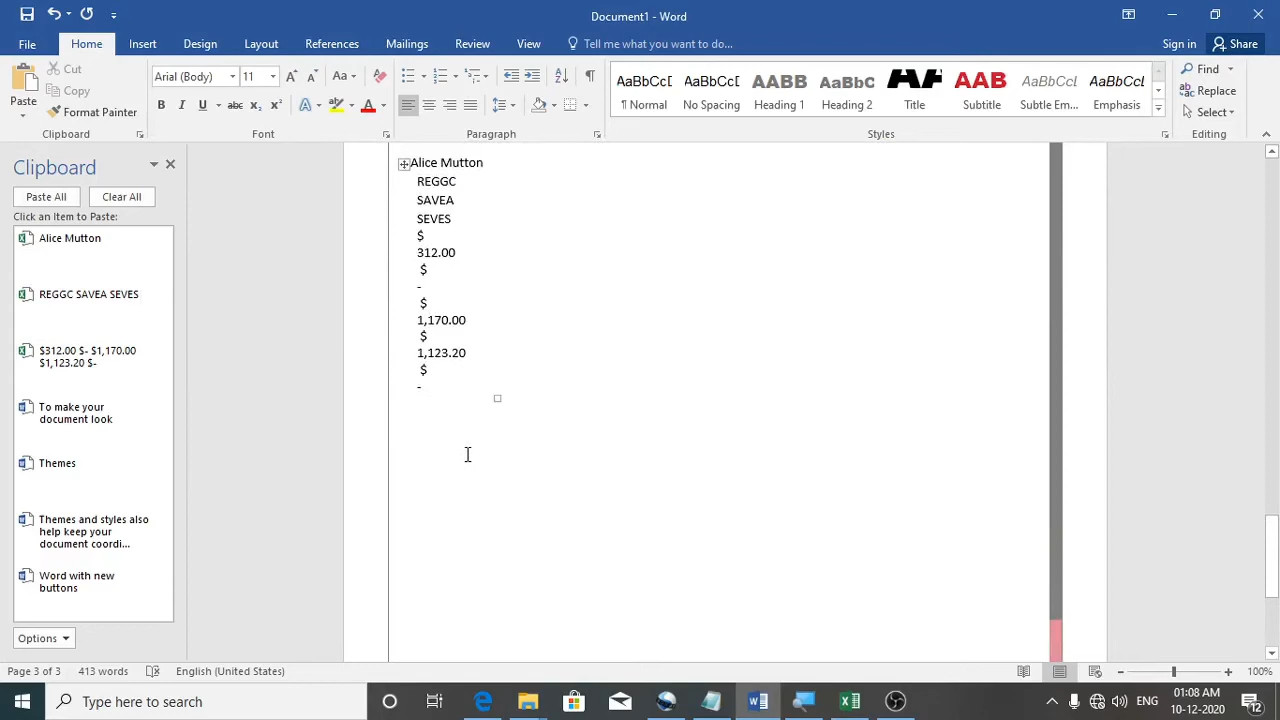 Document1 - Word
File Home Insert Design Layout References Mailings Review View Tell me what you want to do... Sign in Share
Paste
Cut
Copy
Format Painter
Arial (Body) 11
AaBbCcI AaBbCcI AABB AaBbC AAB AaBbCcI AaBbCcI
¶ Normal No Spacing Heading 1 Heading 2 Title Subtitle Subtle Em... Emphasis
Find
Replace
Select
Clipboard Font Paragraph Styles Editing
Clipboard
Paste All Clear All
Click an Item to Paste:
Alice Mutton
REGGC SAVEA SEVES
$312.00 $- $1,170.00
$1,123.20 $-
To make your
document look
Themes
Themes and styles also
help keep your
document coordi...
Word with new
buttons
Options
Alice Mutton
REGGC
SAVEA
SEVES
$
312.00
$
-
$
1,170.00
$
1,123.20
$
-
Page 3 of 3 413 words English (United States) 100%
Type here to search
ENG
01:08 AM
10-12-2020
12